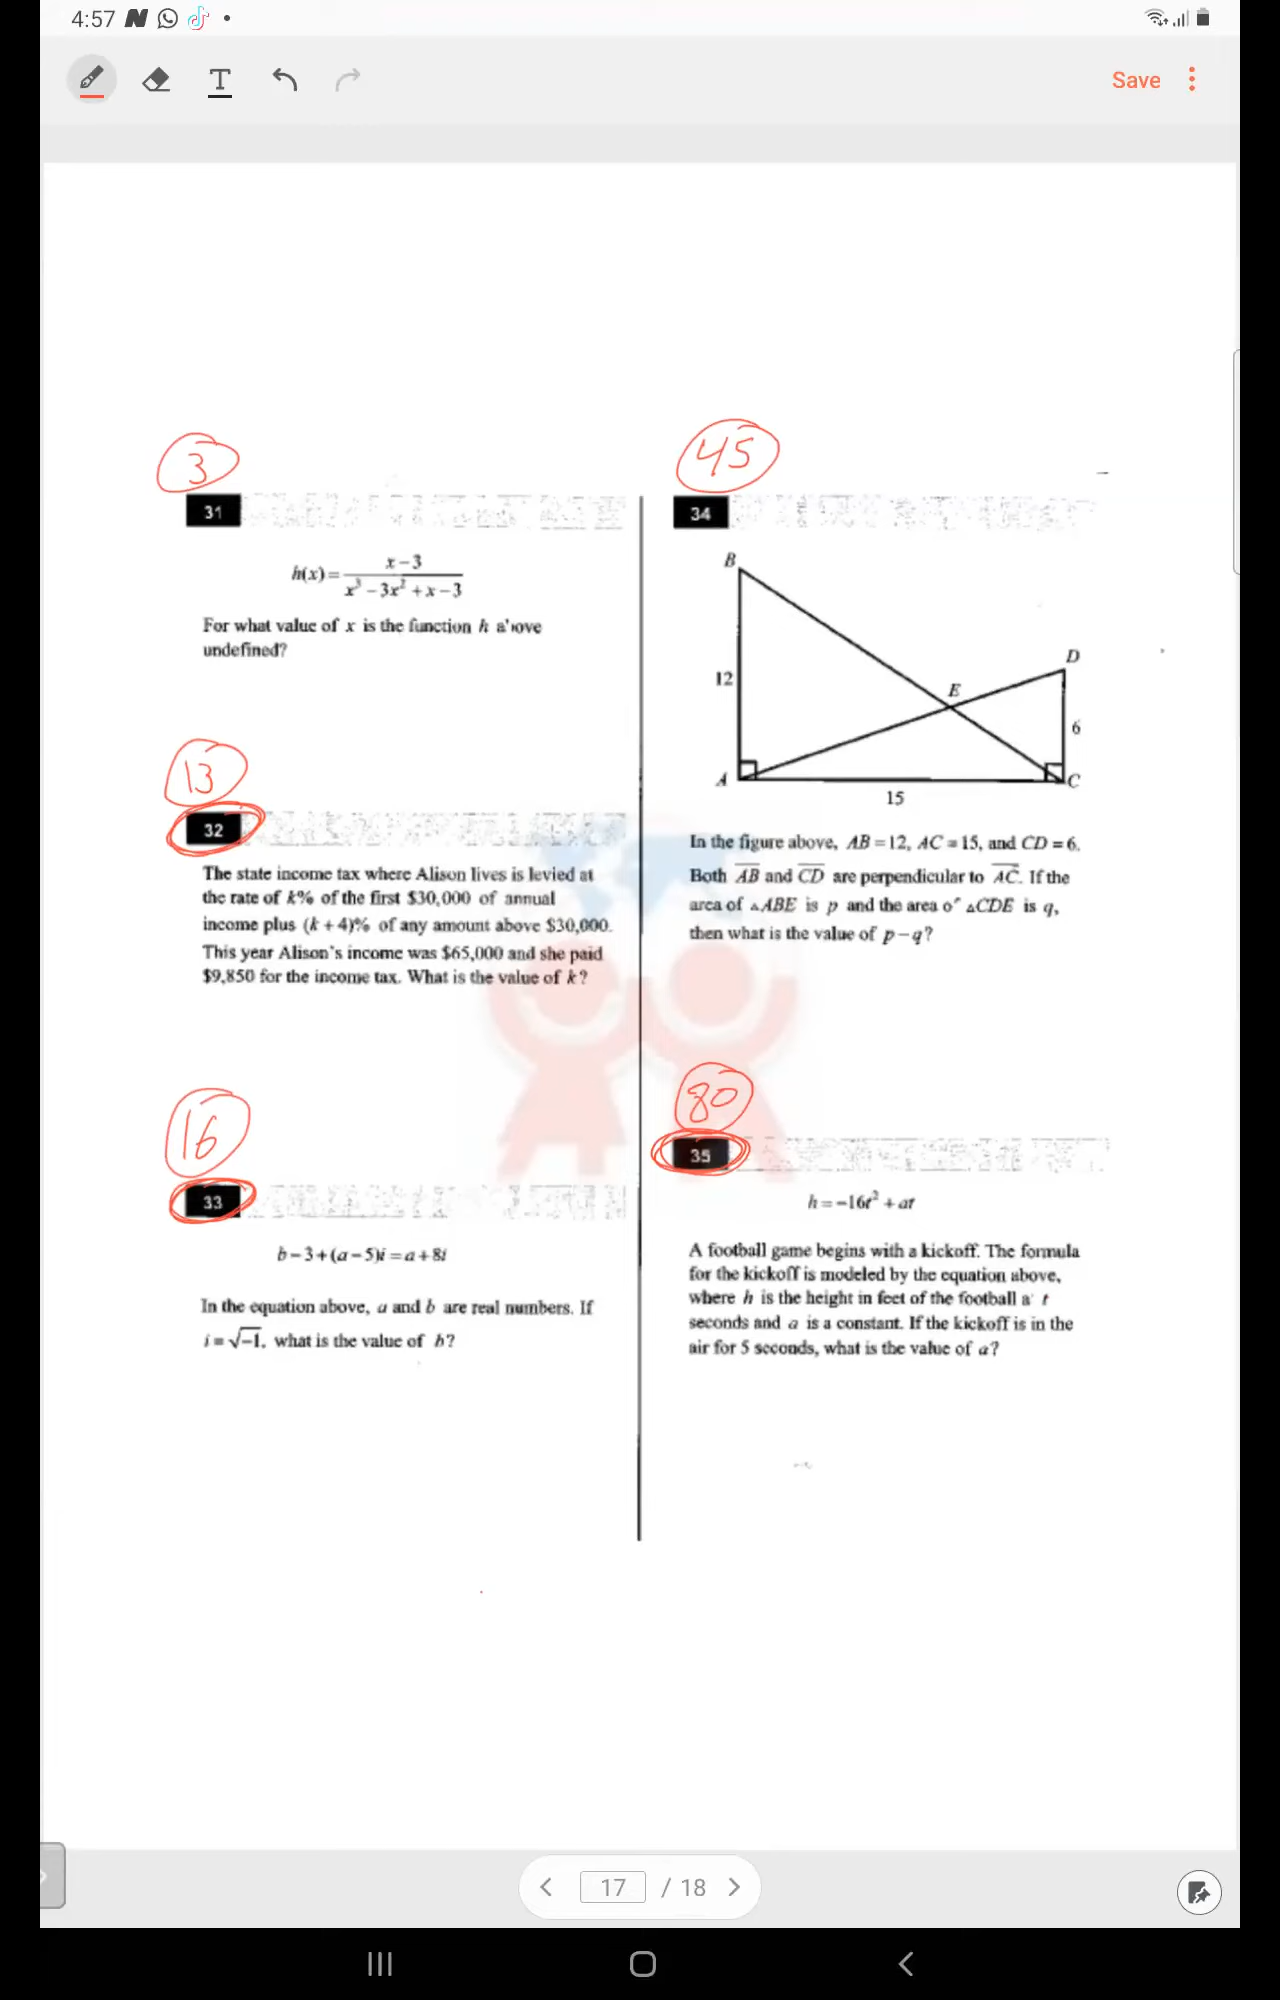 4:57
T
Save
3
31
h(x) = x-3 / x³ - 3x² + x - 3
For what value of x is the function h above
undefined?
13
32
The state income tax where Alison lives is levied at
the rate of k% of the first $30,000 of annual
income plus (k + 4)% of any amount above $30,000.
This year Alison's income was $65,000 and she paid
$9,850 for the income tax. What is the value of k?
16
33
b - 3 + (a - 5)i = a + 8i
In the equation above, a and b are real numbers. If
i = √-1, what is the value of b?
45
34
B
D
E
12
6
A
C
15
In the figure above, AB = 12, AC = 15, and CD = 6.
Both AB and CD are perpendicular to AC. If the
area of △ABE is p and the area of △CDE is q,
then what is the value of p - q?
80
35
h = -16t² + at
A football game begins with a kickoff. The formula
for the kickoff is modeled by the equation above,
where h is the height in feet of the football at t
seconds and a is a constant. If the kickoff is in the
air for 5 seconds, what is the value of a?
17 / 18